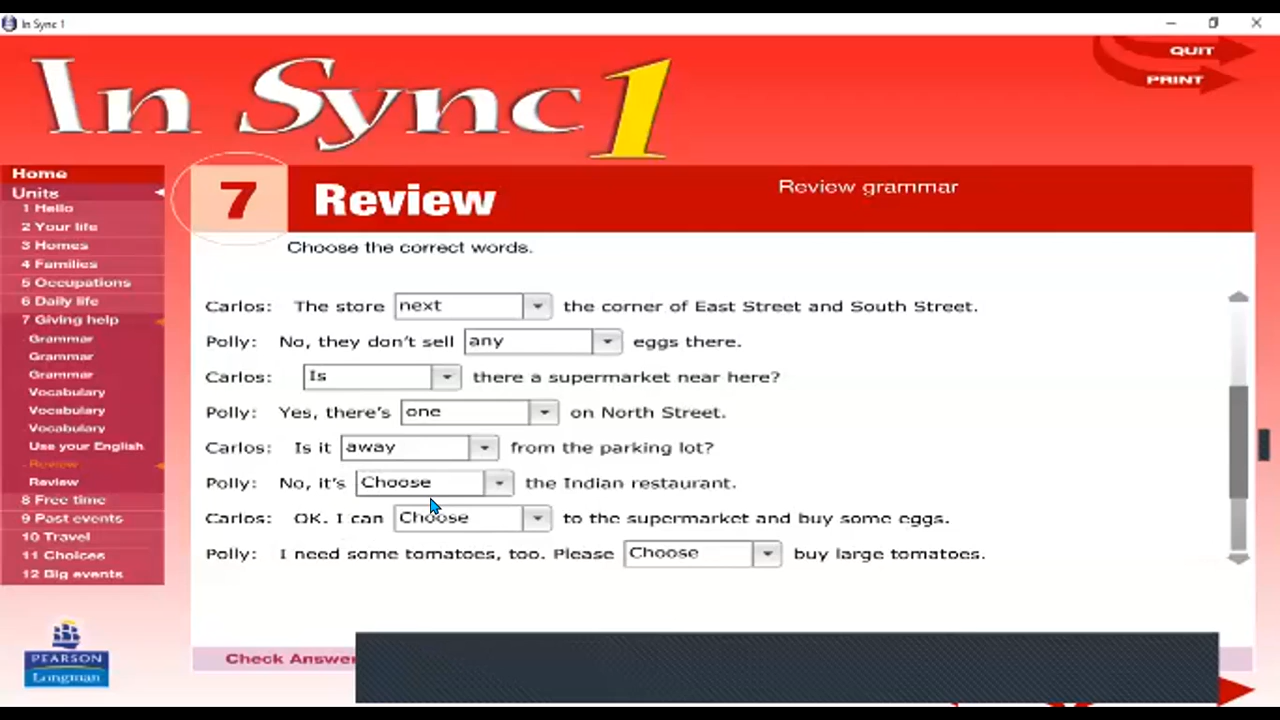 In Sync 1
QUIT
PRINT
In Sync 1
Home
Units
1 Hello
2 Your life
3 Homes
4 Families
5 Occupations
6 Daily life
7 Giving help
Grammar
Grammar
Grammar
Vocabulary
Vocabulary
Vocabulary
Use your English
Review
Review
8 Free time
9 Past events
10 Travel
11 Choices
12 Big events
PEARSON
Longman
7 Review
Review grammar
Choose the correct words.
Carlos: The store next the corner of East Street and South Street.
Polly: No, they don't sell any eggs there.
Carlos: Is there a supermarket near here?
Polly: Yes, there's one on North Street.
Carlos: Is it away from the parking lot?
Polly: No, it's Choose the Indian restaurant.
Carlos: OK. I can Choose to the supermarket and buy some eggs.
Polly: I need some tomatoes, too. Please Choose buy large tomatoes.
Check Answer